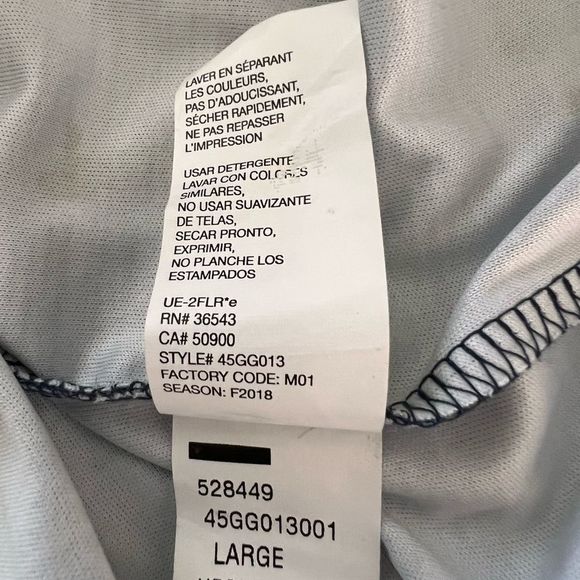 LAVER EN SÉPARANT
LES COULEURS,
PAS D'ADOUCISSANT,
SÉCHER RAPIDEMENT,
NE PAS REPASSER
L'IMPRESSION
USAR DETERGENTE
LAVAR CON COLORES
SIMILARES,
NO USAR SUAVIZANTE
DE TELAS,
SECAR PRONTO,
EXPRIMIR,
NO PLANCHE LOS
ESTAMPADOS
UE-2FLR*e
RN# 36543
CA# 50900
STYLE# 45GG013
FACTORY CODE: M01
SEASON: F2018
528449
45GG013001
LARGE